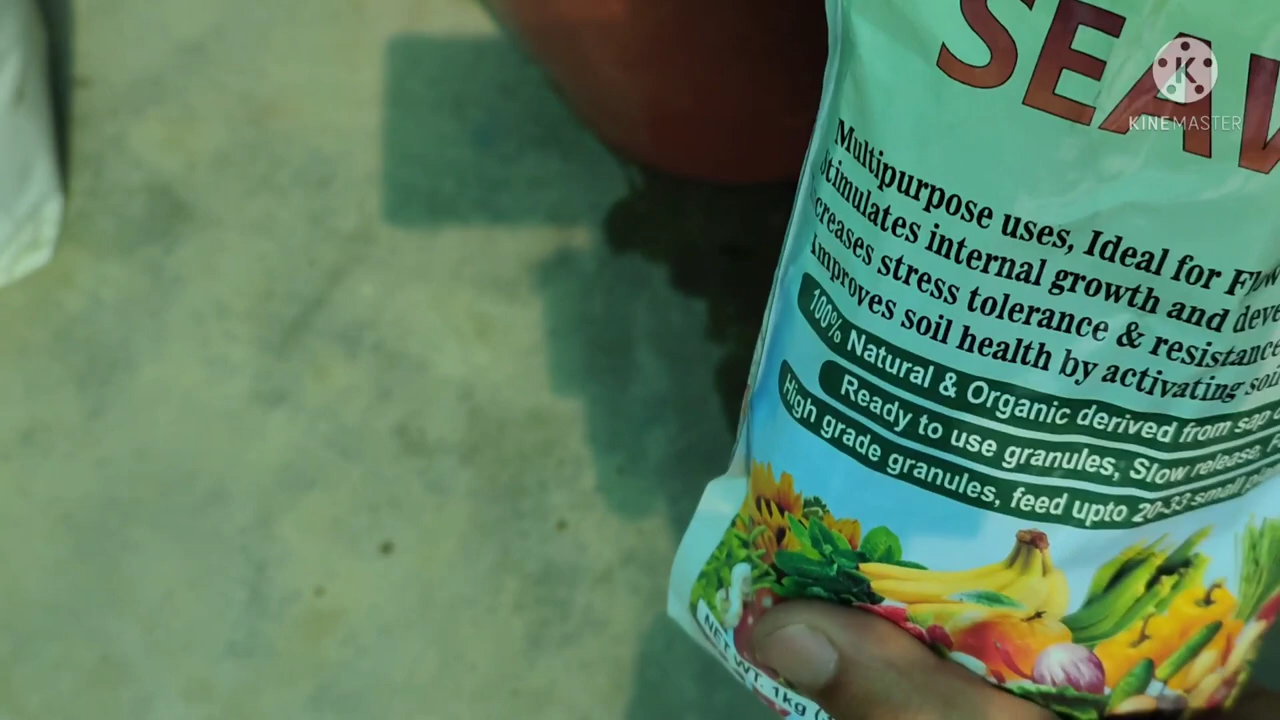 SEA
K
KINEMASTER
Multipurpose uses, Ideal for
Stimulates internal growth and
creases stress tolerance & resistance
Improves soil health by activating
100% Natural & Organic derived from sap
Ready to use granules, Slow release,
High grade granules, feed upto 20-33 small
NET WT. 1kg